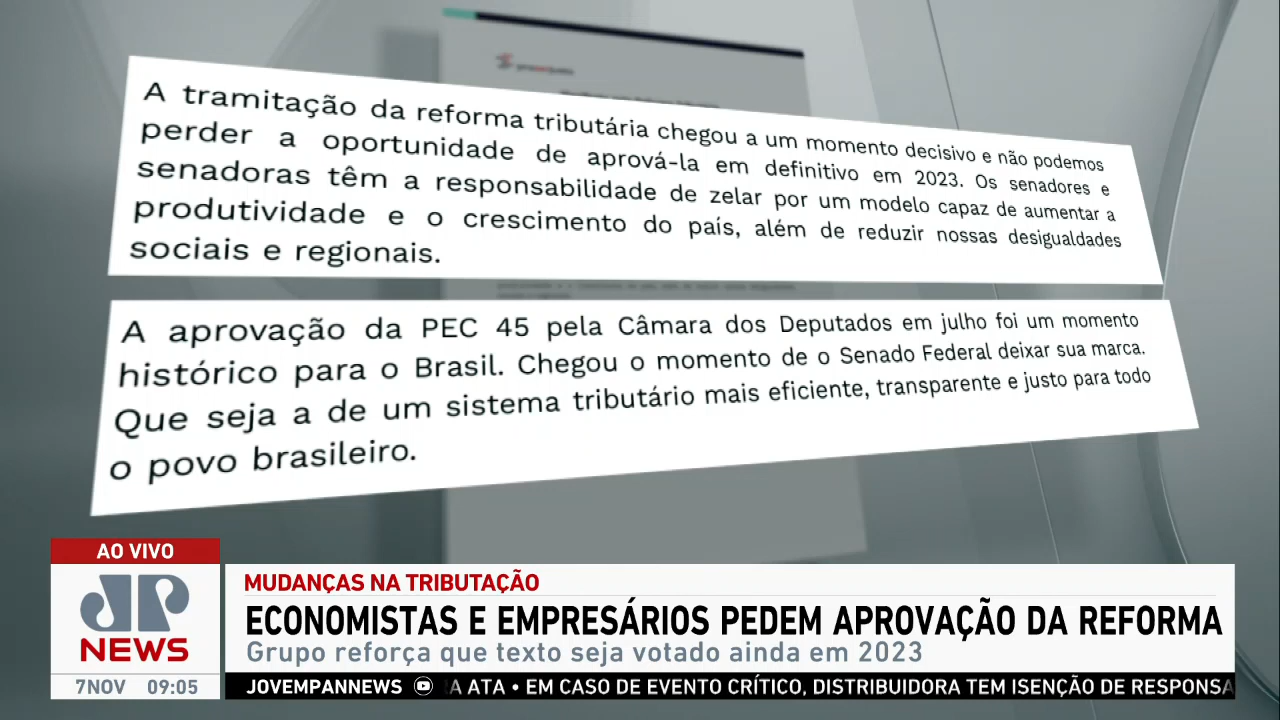 A tramitação da reforma tributária chegou a um momento decisivo e não podemos
perder a oportunidade de aprová-la em definitivo em 2023. Os senadores e
senadoras têm a responsabilidade de zelar por um modelo capaz de aumentar a
produtividade e o crescimento do país, além de reduzir nossas desigualdades
sociais e regionais.
A aprovação da PEC 45 pela Câmara dos Deputados em julho foi um momento
histórico para o Brasil. Chegou o momento de o Senado Federal deixar sua marca.
Que seja a de um sistema tributário mais eficiente, transparente e justo para todo
o povo brasileiro.
AO VIVO
JP
NEWS
7NOV 09:05
MUDANÇAS NA TRIBUTAÇÃO
ECONOMISTAS E EMPRESÁRIOS PEDEM APROVAÇÃO DA REFORMA
Grupo reforça que texto seja votado ainda em 2023
JOVEMPANNEWS A ATA • EM CASO DE EVENTO CRÍTICO, DISTRIBUIDORA TEM ISENÇÃO DE RESPONSA